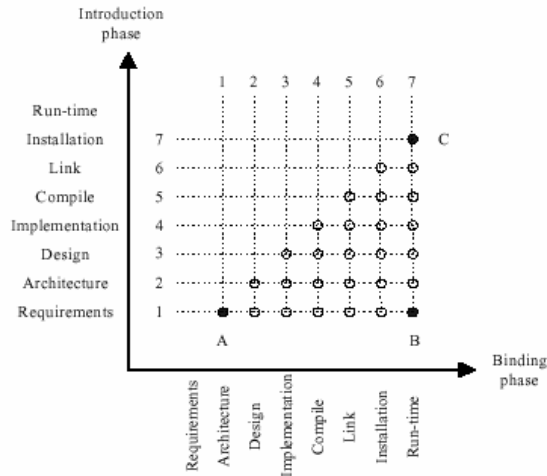 Introduction
phase
1 2 3 4 5 6 7
Run-time
Installation 7 C
Link 6
Compile 5
Implementation 4
Design 3
Architecture 2
Requirements 1
A B
Binding
phase
Requirements
Architecture
Design
Implementation
Compile
Link
Installation
Run-time